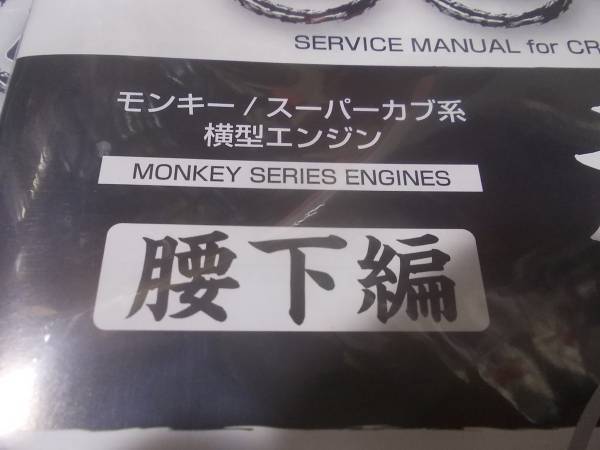 SERVICE MANUAL for CR
モンキー / スーパーカブ系
横型エンジン
MONKEY SERIES ENGINES
腰下編